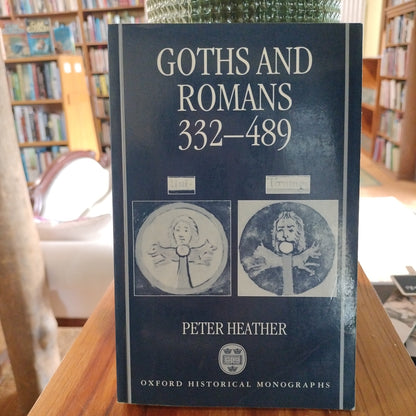 GOTHS AND
ROMANS
332–489
PETER HEATHER
OXFORD HISTORICAL MONOGRAPHS